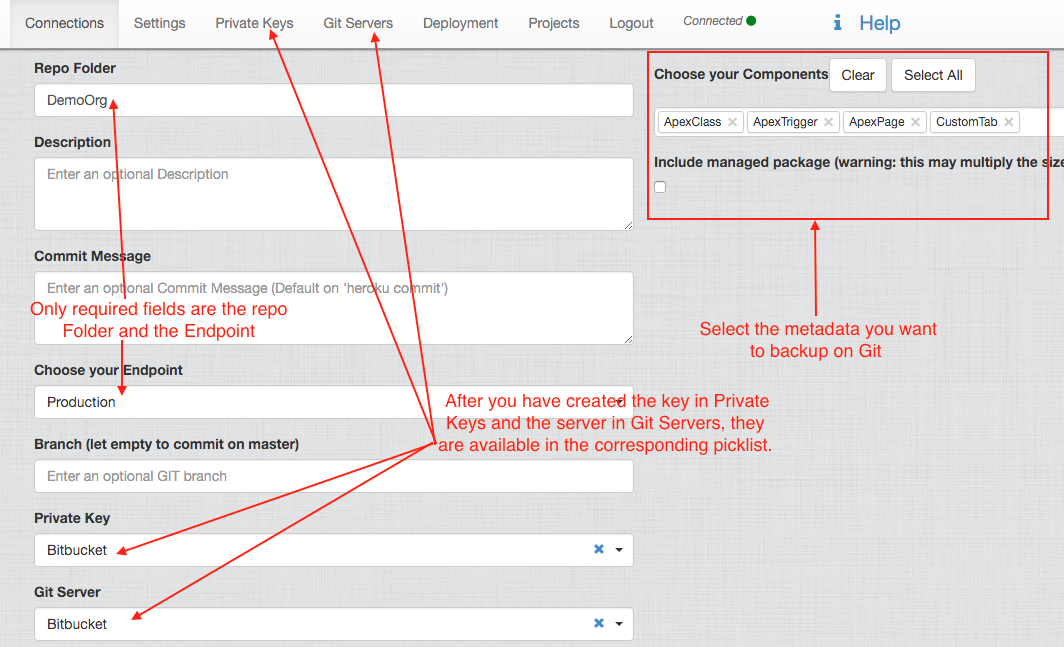 Connections Settings Private Keys Git Servers Deployment Projects Logout Connected Help
Repo Folder
DemoOrg
Description
Enter an optional Description
Commit Message
Enter an optional Commit Message (Default on 'heroku commit')
Only required fields are the repo
Folder and the Endpoint
Choose your Endpoint
Production
Branch (let empty to commit on master)
Enter an optional GIT branch
Private Key
Bitbucket
Git Server
Bitbucket
After you have created the key in Private
Keys and the server in Git Servers, they
are available in the corresponding picklist.
Choose your Components Clear Select All
ApexClass ApexTrigger ApexPage CustomTab
Include managed package (warning: this may multiply the size
Select the metadata you want
to backup on Git